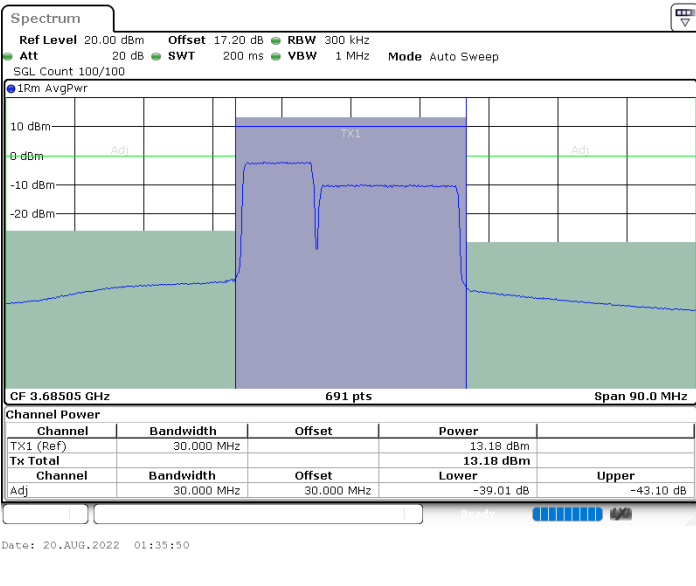 Spectrum
Ref Level 20.00 dBm Offset 17.20 dB RBW 300 kHz
Att 20 dB SWT 200 ms VBW 1 MHz Mode Auto Sweep
SGL Count 100/100
1Rm AvgPwr
10 dBm
TX1
0 dBm
Adj
Adj
-10 dBm
-20 dBm
CF 3.68505 GHz 691 pts Span 90.0 MHz
Channel Power
Channel Bandwidth Offset Power
TX1 (Ref) 30.000 MHz 13.18 dBm
Tx Total 13.18 dBm
Channel Bandwidth Offset Lower Upper
Adj 30.000 MHz 30.000 MHz -39.01 dB -43.10 dB
Ready
Date: 20.AUG.2022 01:35:50